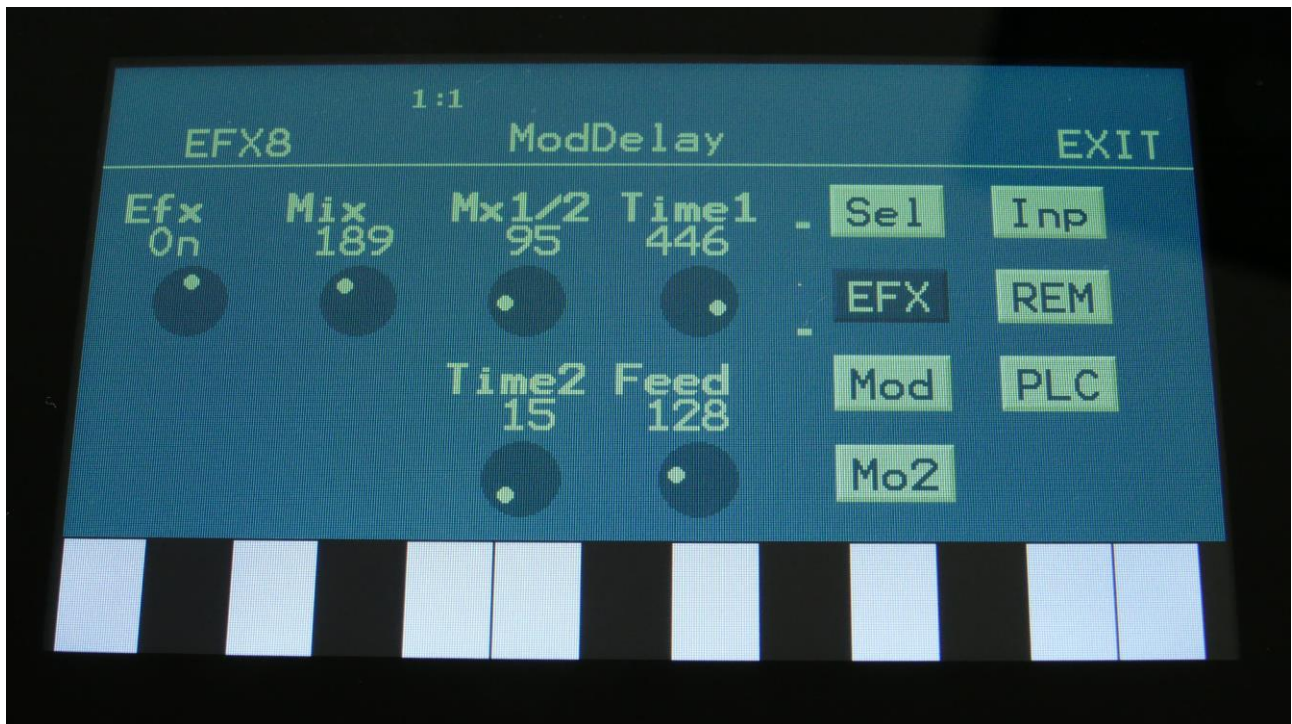 1:1
EFX8 ModDelay EXIT
Efx Mix Mx1/2 Time1 Sel Inp
On 189 95 446
EFX REM
Time2 Feed Mod PLC
15 128
Mo2